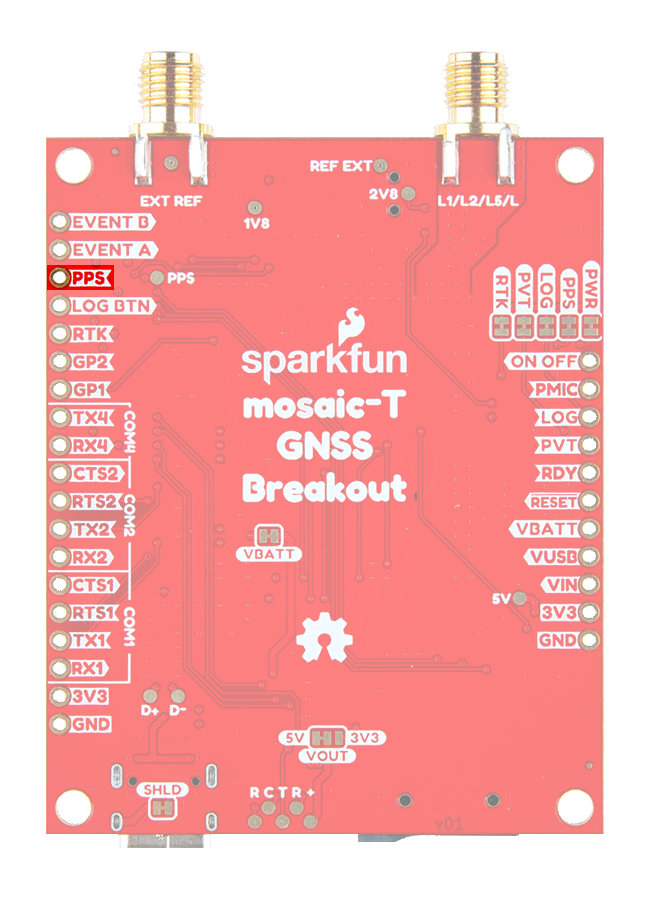 REF EXT
2V8
EXT REF
L1/L2/L5/L
1V8
EVENT B
EVENT A
PPS
PPS
LOG BTN
RTK
GP2
GP1
TX4
RX4
COM4
CTS2
RTS2
TX2
RX2
COM2
CTS1
RTS1
TX1
RX1
COM1
3V3
GND
RTK
PVT
LOG
PPS
PWR
sparkfun
mosaic-T
GNSS
Breakout
VBATT
ON OFF
PMIC
LOG
PVT
RDY
RESET
VBATT
VUSB
VIN
5V
3V3
GND
D+ D-
5V 3V3
VOUT
SHLD
R C T R +
v01